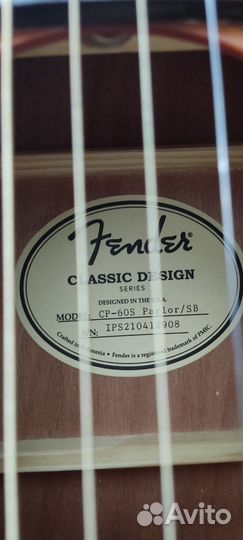 Fender
CLASSIC DESIGN
SERIES
DESIGNED IN THE U.S.A.
MODEL: CP-60S Parlor/SB
S/N: IPS210412908
Crafted in Indonesia • Fender is a registered trademark of FMIC
Avito